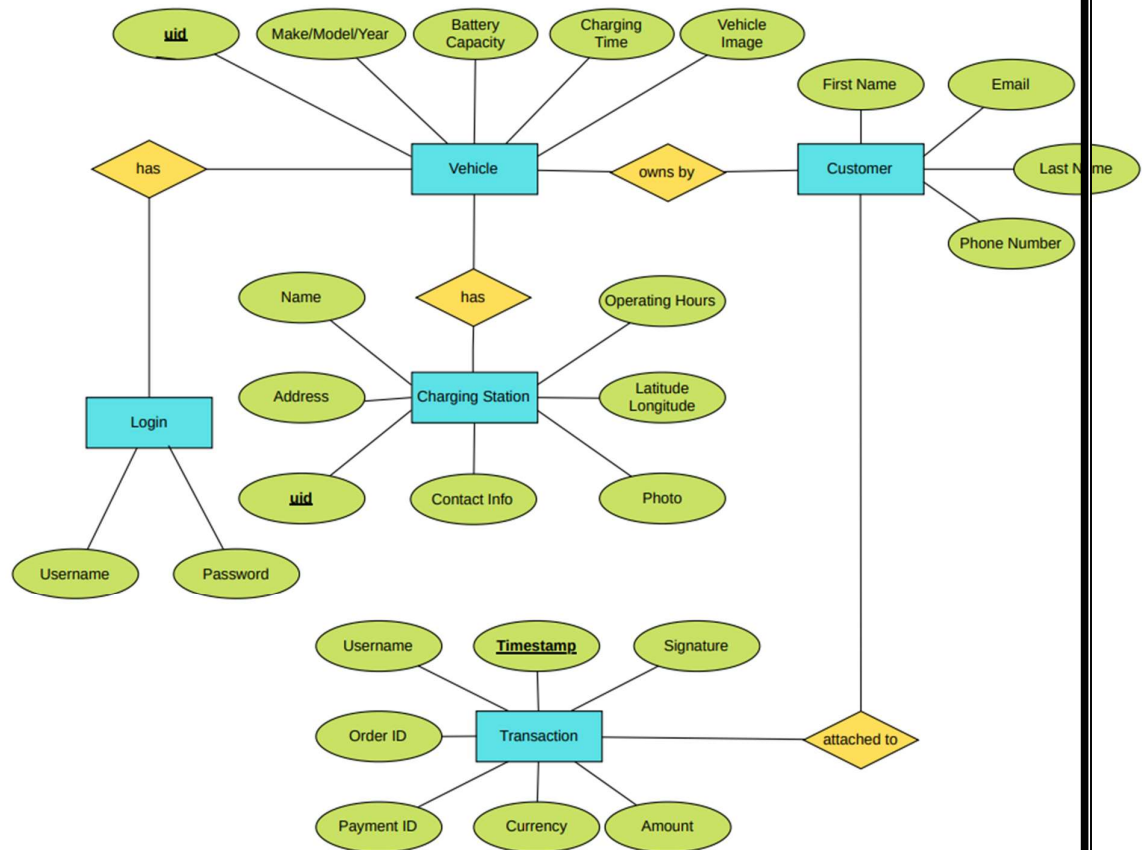 uid
Make/Model/Year
Battery
Capacity
Charging
Time
Vehicle
Image
First Name
Email
has
Vehicle
owns by
Customer
Last Name
Phone Number
Name
has
Operating Hours
Address
Charging Station
Latitude
Longitude
Login
uid
Contact Info
Photo
Username
Password
Username
Timestamp
Signature
Order ID
Transaction
attached to
Payment ID
Currency
Amount